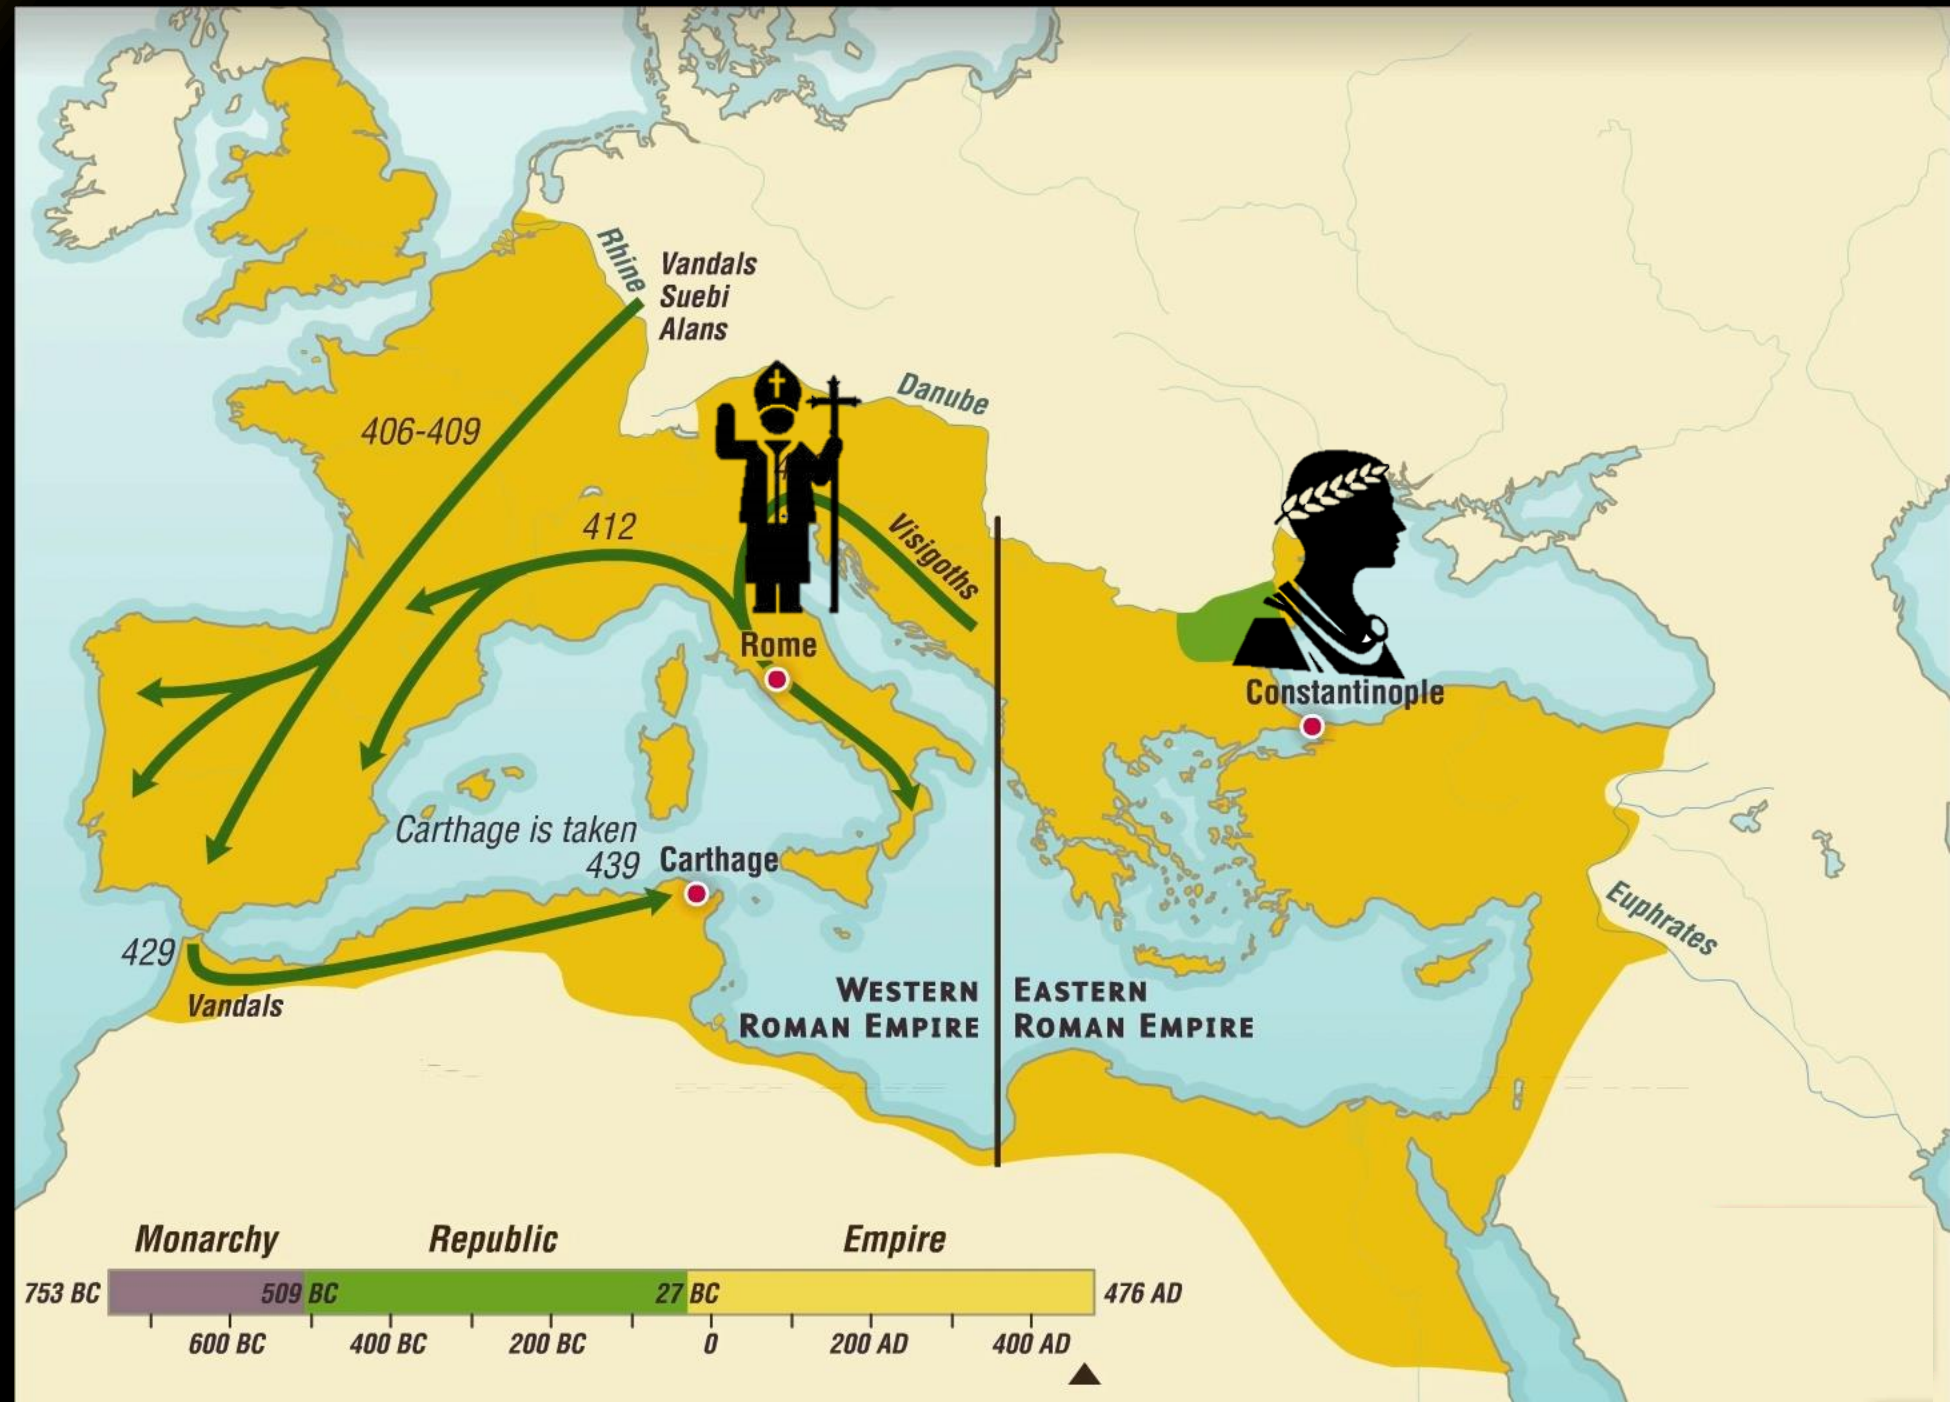 Rhine
Vandals
Suebi
Alans
Danube
406-409
412
Visigoths
Rome
Constantinople
Carthage is taken
439
Carthage
Euphrates
429
Vandals
WESTERN
ROMAN EMPIRE
EASTERN
ROMAN EMPIRE
Monarchy
Republic
Empire
753 BC
509 BC
27 BC
476 AD
600 BC
400 BC
200 BC
0
200 AD
400 AD